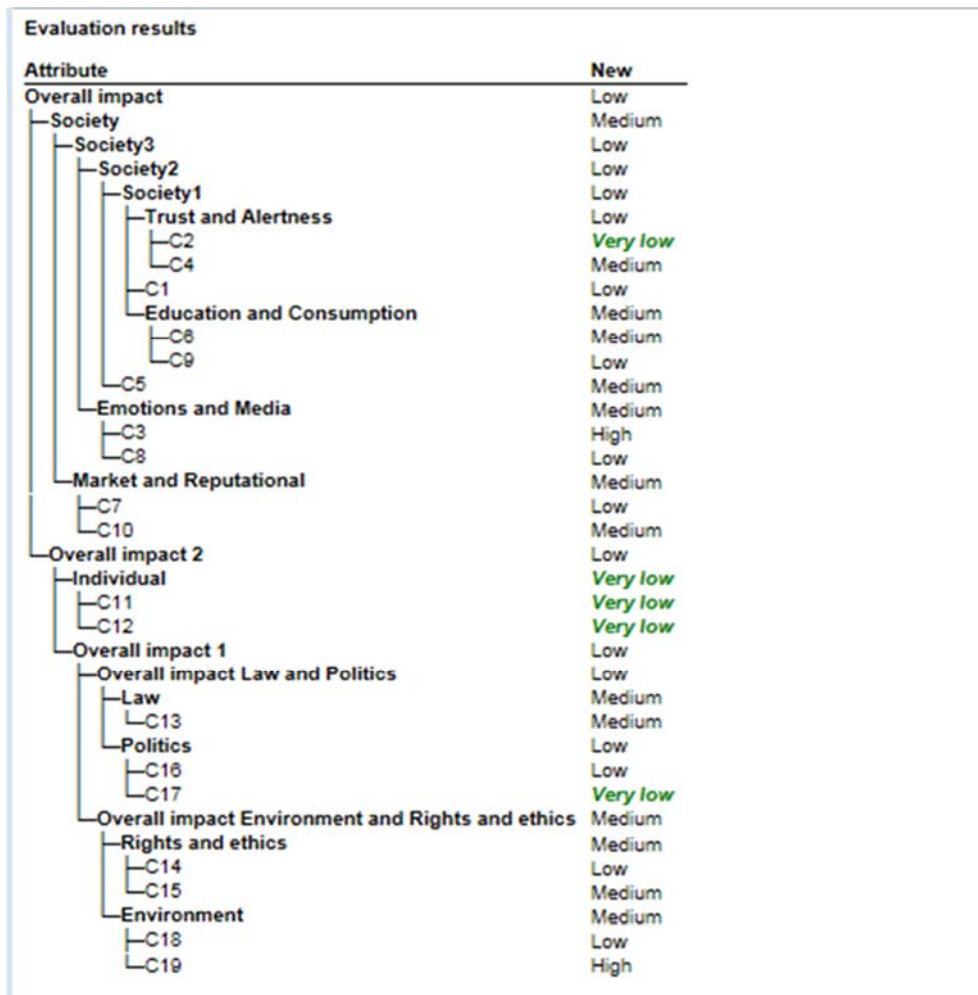 Evaluation results
Attribute New
Overall impact Low
Society Medium
Society3 Low
Society2 Low
Society1 Low
Trust and Alertness Low
C2 Very low
C4 Medium
C1 Low
Education and Consumption Medium
C6 Medium
C9 Low
C5 Medium
Emotions and Media Medium
C3 High
C8 Low
Market and Reputational Medium
C7 Low
C10 Medium
Overall impact 2 Low
Individual Very low
C11 Very low
C12 Very low
Overall impact 1 Low
Overall impact Law and Politics Low
Law Medium
C13 Medium
Politics Low
C16 Low
C17 Very low
Overall impact Environment and Rights and ethics Medium
Rights and ethics Medium
C14 Low
C15 Medium
Environment Medium
C18 Low
C19 High